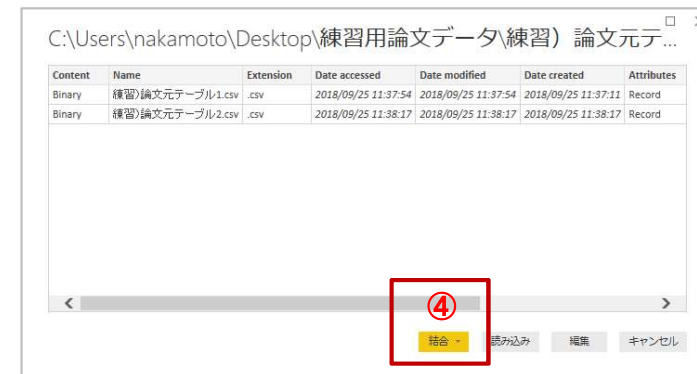 C:\Users\nakamoto\Desktop\練習用論文データ\練習）論文元テ...
Content Name Extension Date accessed Date modified Date created Attributes
Binary 練習)論文元テーブル1.csv .csv 2018/09/25 11:37:54 2018/09/25 11:37:54 2018/09/25 11:37:11 Record
Binary 練習)論文元テーブル2.csv .csv 2018/09/25 11:38:17 2018/09/25 11:38:17 2018/09/25 11:38:17 Record
④
結合 読み込み 編集 キャンセル